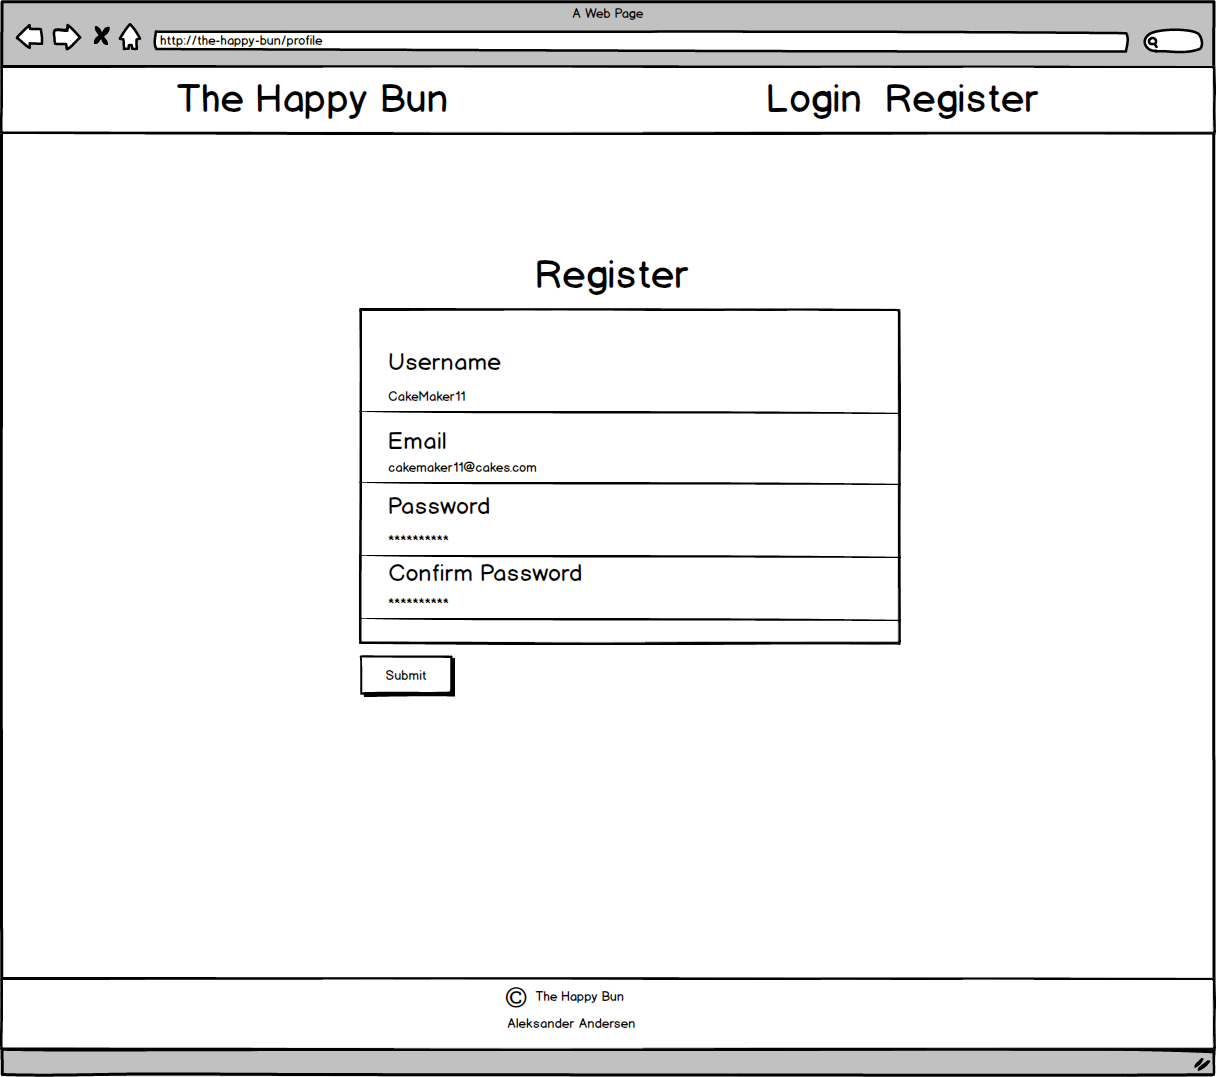 A Web Page
http://the-happy-bun/profile
The Happy Bun Login Register
Register
Username
CakeMaker11
Email
cakemaker11@cakes.com
Password
**********
Confirm Password
**********
Submit
© The Happy Bun
Aleksander Andersen